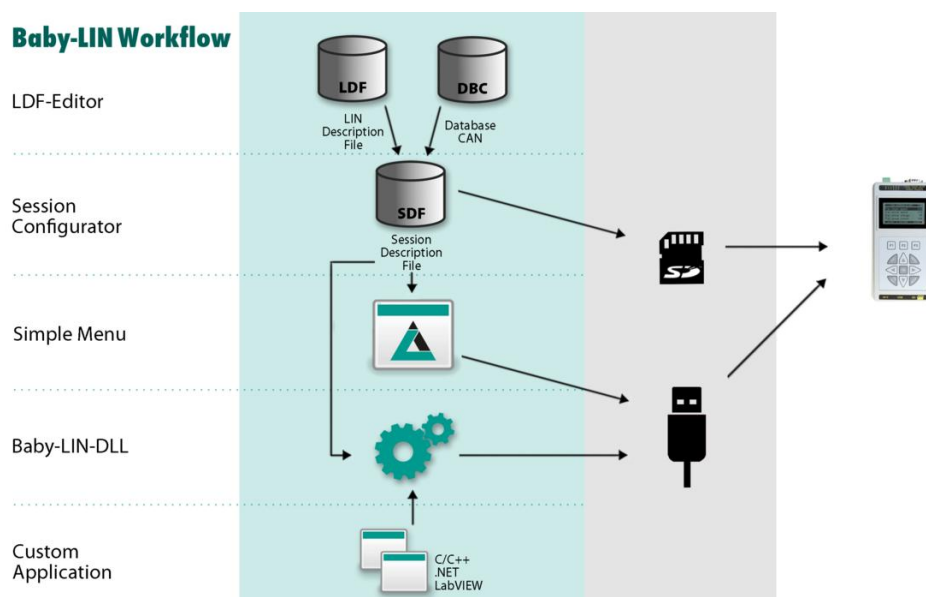 Baby-LIN Workflow
LDF-Editor
LDF
DBC
LIN
Description
File
Database
CAN
Session
Configurator
SDF
Session
Description
File
SD
Simple Menu
Baby-LIN-DLL
Custom
Application
C/C++
.NET
LabVIEW